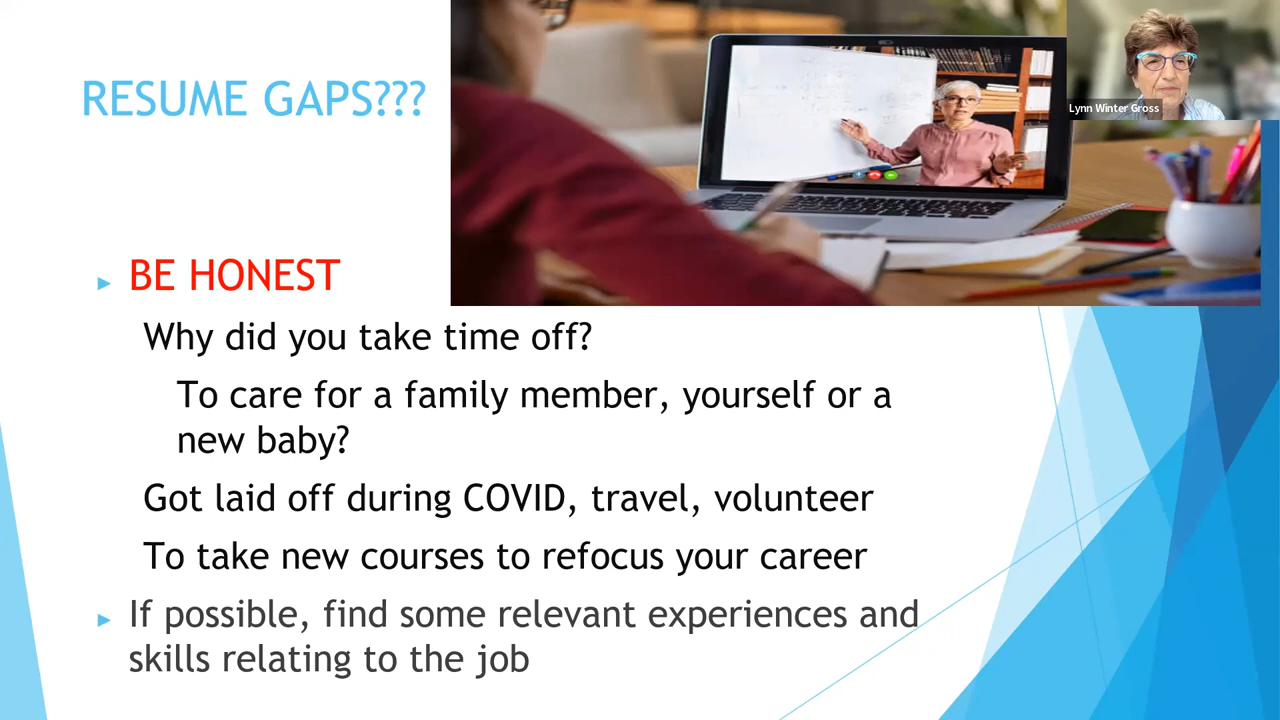 RESUME GAPS???
Lynn Winter Gross
BE HONEST
Why did you take time off?
To care for a family member, yourself or a
new baby?
Got laid off during COVID, travel, volunteer
To take new courses to refocus your career
If possible, find some relevant experiences and
skills relating to the job